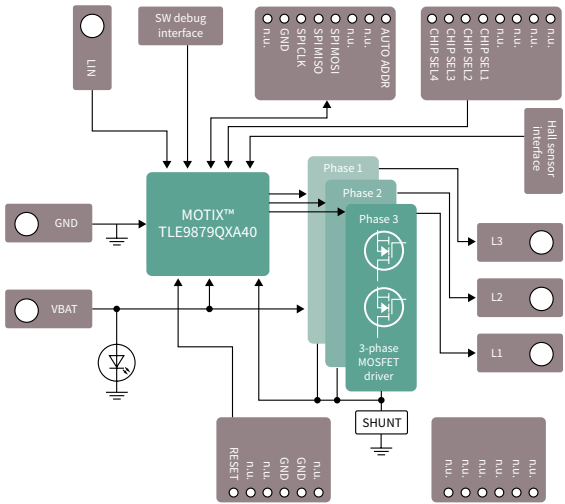 LIN
SW debug
interface
n.u.
GND
SPI CLK
SPI MISO
SPI MOSI
n.u.
n.u.
AUTO ADDR
CHIP SEL4
CHIP SEL3
CHIP SEL2
CHIP SEL1
n.u.
n.u.
n.u.
n.u.
Hall sensor
interface
MOTIX™
TLE9879QXA40
Phase 1
Phase 2
Phase 3
GND
L3
L2
VBAT
L1
3-phase
MOSFET
driver
SHUNT
RESET
n.u.
n.u.
GND
GND
n.u.
n.u.
n.u.
n.u.
n.u.
n.u.
n.u.